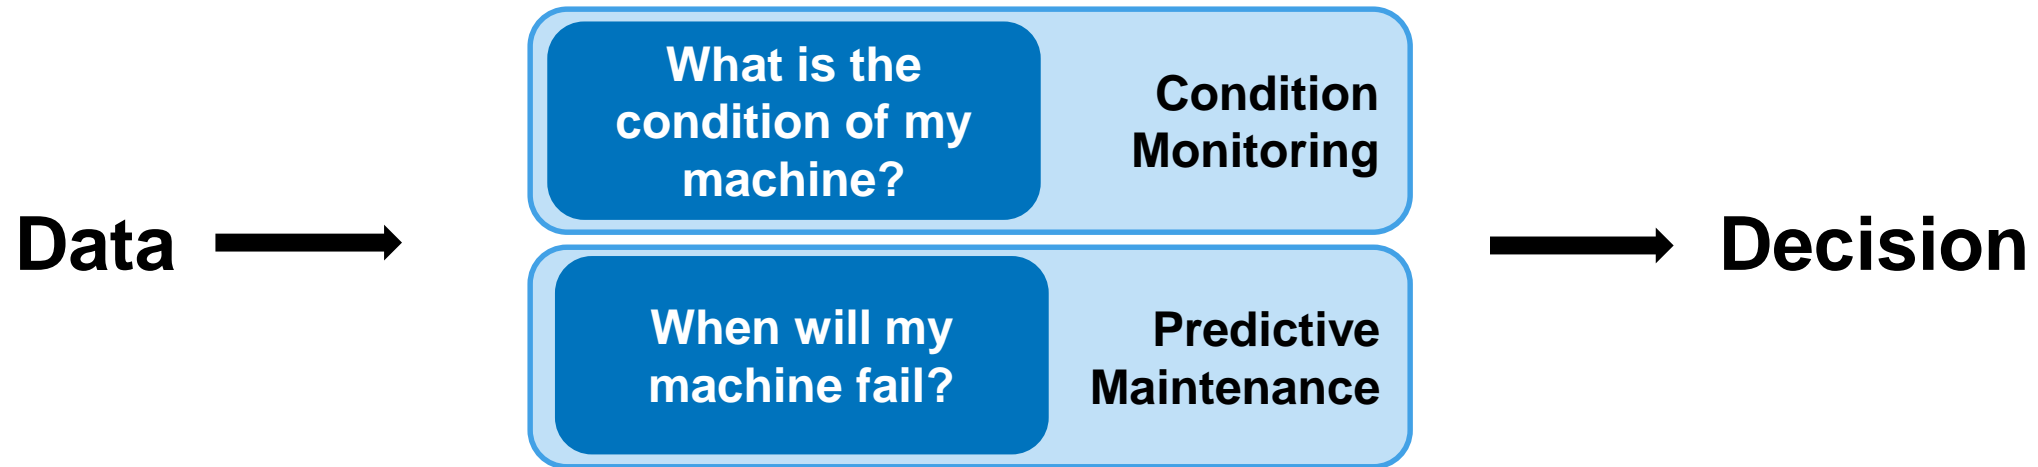 Data
What is the
condition of my
machine?
Condition
Monitoring
When will my
machine fail?
Predictive
Maintenance
Decision